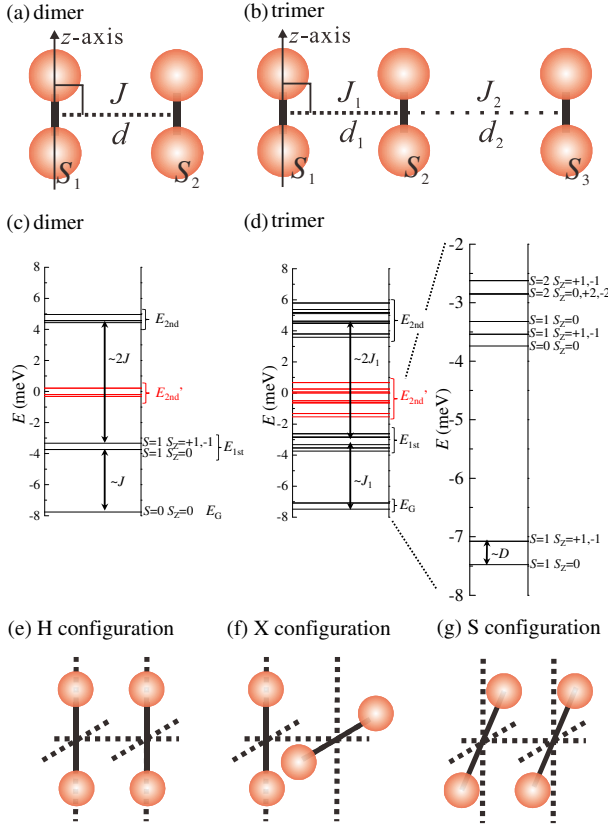 (a) dimer
z-axis
J
d
S1
S2
(b) trimer
z-axis
J1
J2
d1
d2
S1
S2
S3
(c) dimer
E (meV)
8
6
4
2
0
-2
-4
-6
-8
E2nd
~2J
E2nd'
S=1 SZ=+1,-1
S=1 SZ=0
E1st
~J
S=0 SZ=0 EG
(d) trimer
E (meV)
8
6
4
2
0
-2
-4
-6
-8
E2nd
~2J1
E2nd'
E1st
~J1
EG
E (meV)
-2
-3
-4
-5
-6
-7
-8
S=2 SZ=+1,-1
S=2 SZ=0,+2,-2
S=1 SZ=0
S=1 SZ=+1,-1
S=0 SZ=0
S=1 SZ=+1,-1
~D
S=1 SZ=0
(e) H configuration
(f) X configuration
(g) S configuration